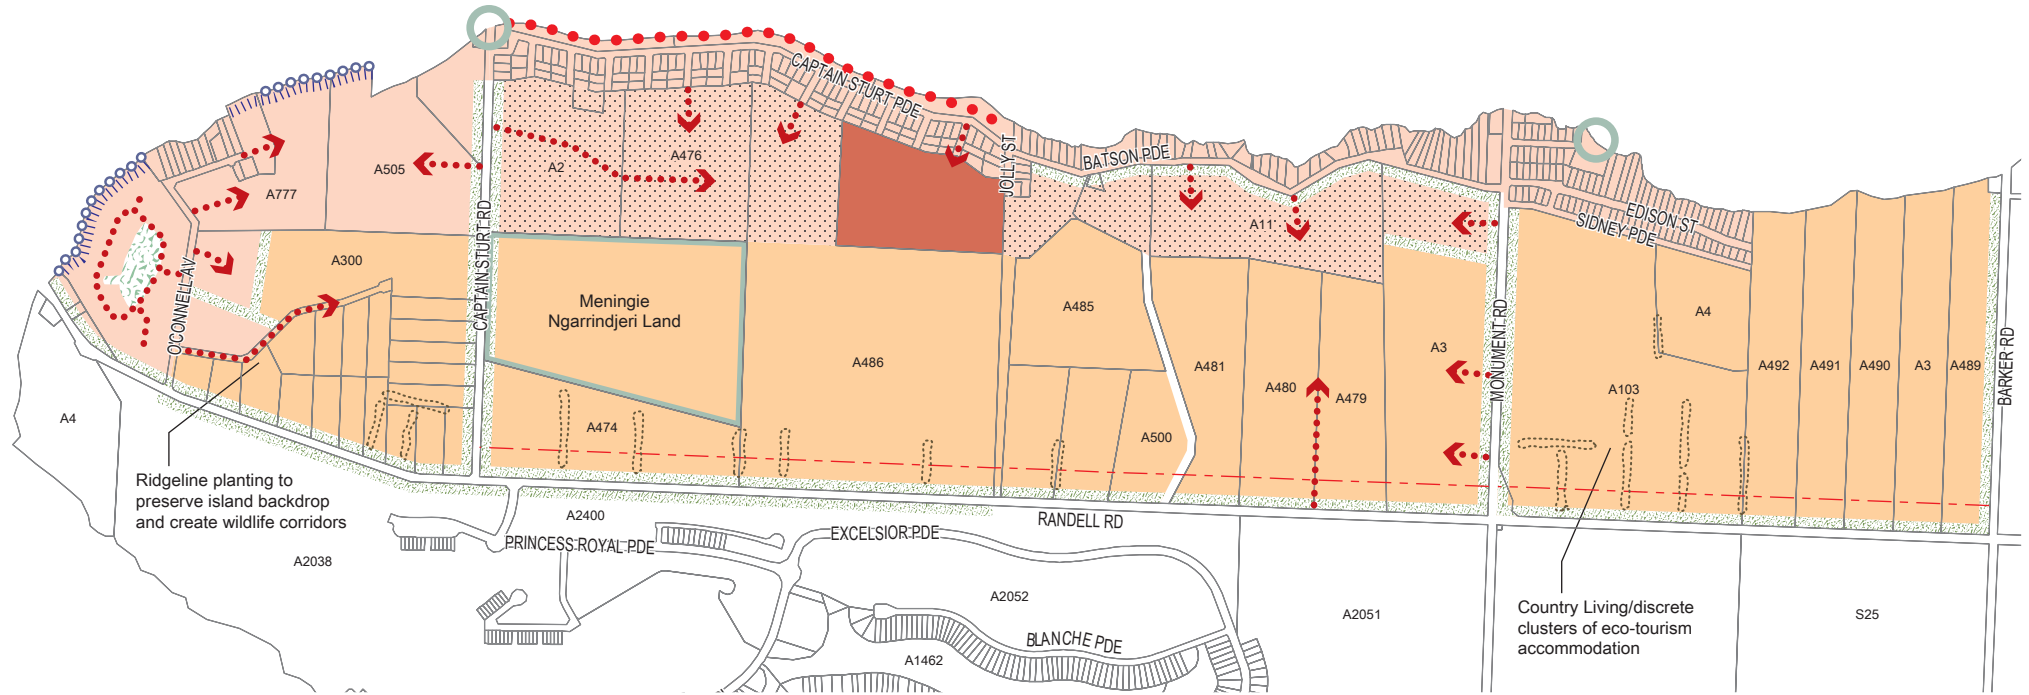 CAPTAIN STURT PDE
A505
A777
A2
A476
JOLLY ST
BATSON PDE
A11
EDISON ST
SIDNEY PDE
O'CONNELL AV
A300
CAPTAIN STURT RD
Meningie
Ngarrindjeri Land
A486
A485
A481
A480
A479
A3
MONUMENT RD
A4
A103
A492
A491
A490
A3
A489
BARKER RD
A4
A474
A500
Ridgeline planting to
preserve island backdrop
and create wildlife corridors
A2400
RANDELL RD
PRINCESS ROYAL PDE
EXCELSIOR PDE
A2038
A2052
A2051
S25
Country Living/discrete
clusters of eco-tourism
accommodation
BLANCHE PDE
A1462